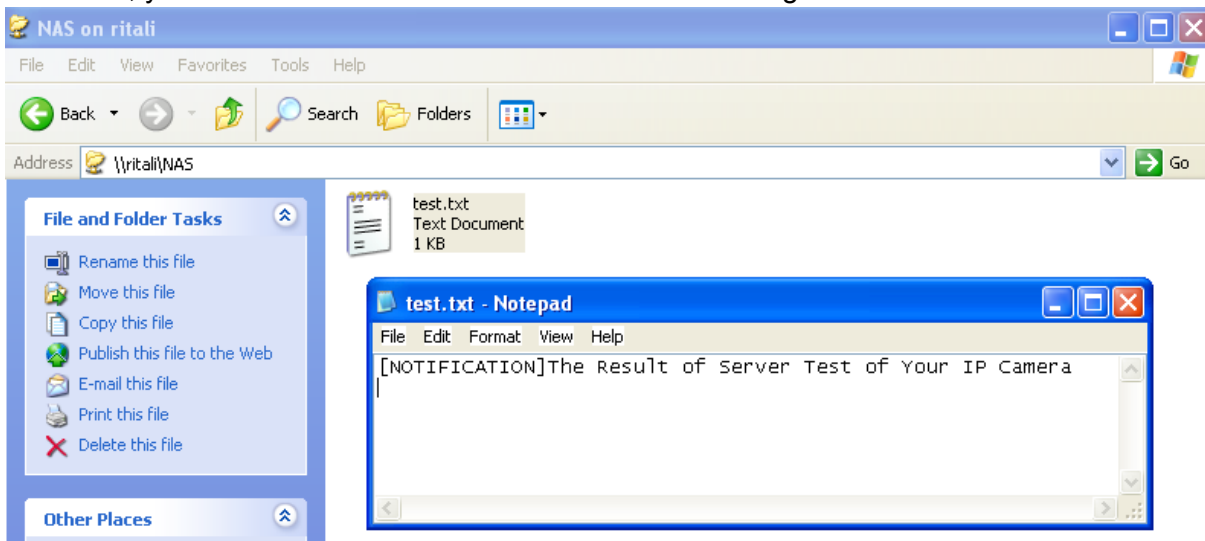 NAS on ritali
File Edit View Favorites Tools Help
Back Search Folders
Address \\ritali\NAS Go
File and Folder Tasks
Rename this file
Move this file
Copy this file
Publish this file to the Web
E-mail this file
Print this file
Delete this file
Other Places
test.txt
Text Document
1 KB
test.txt - Notepad
File Edit Format View Help
[NOTIFICATION]The Result of Server Test of Your IP Camera